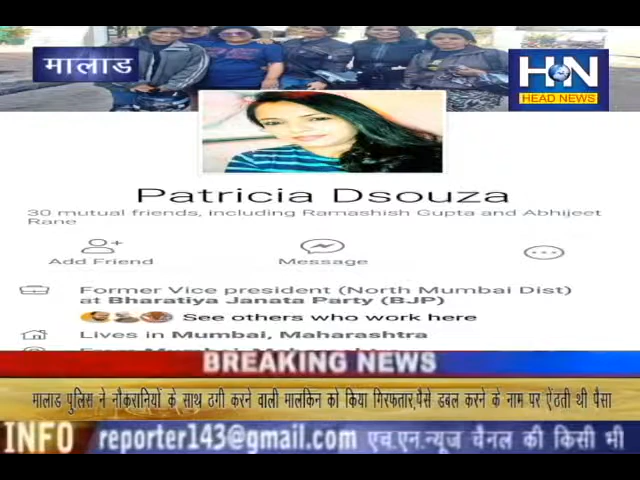 मालाड
HN
HEAD NEWS
Patricia Dsouza
30 mutual friends, including Ramashish Gupta and Abhijeet
Rane
Add Friend
Message
Former Vice president (North Mumbai Dist)
at Bharatiya Janata Party (BJP)
See others who work here
Lives in Mumbai, Maharashtra
BREAKING NEWS
मालाड पुलिस ने नौकरानियों के साथ ठगी करने वाली मालकिन को किया गिरफतार,पैसे डबल करने के नाम पर ऐंठती थी पैसा
INFO reporter143@gmail.com एच.एन.न्यूज चैनल की किसी भी